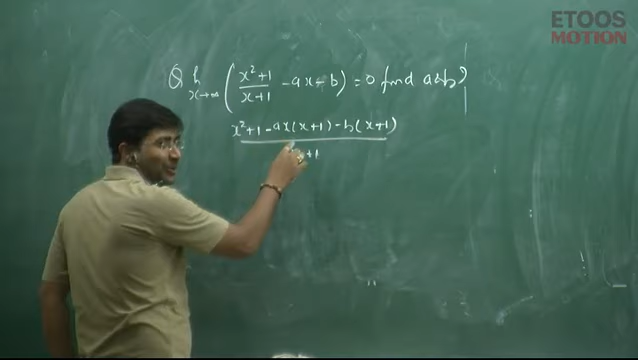 ETOOS
MOTION
Q lim x→∞ ( (x²+1)/(x+1) - ax - b ) = 0 find a & b?
x²+1 - ax(x+1) - b(x+1)
+1